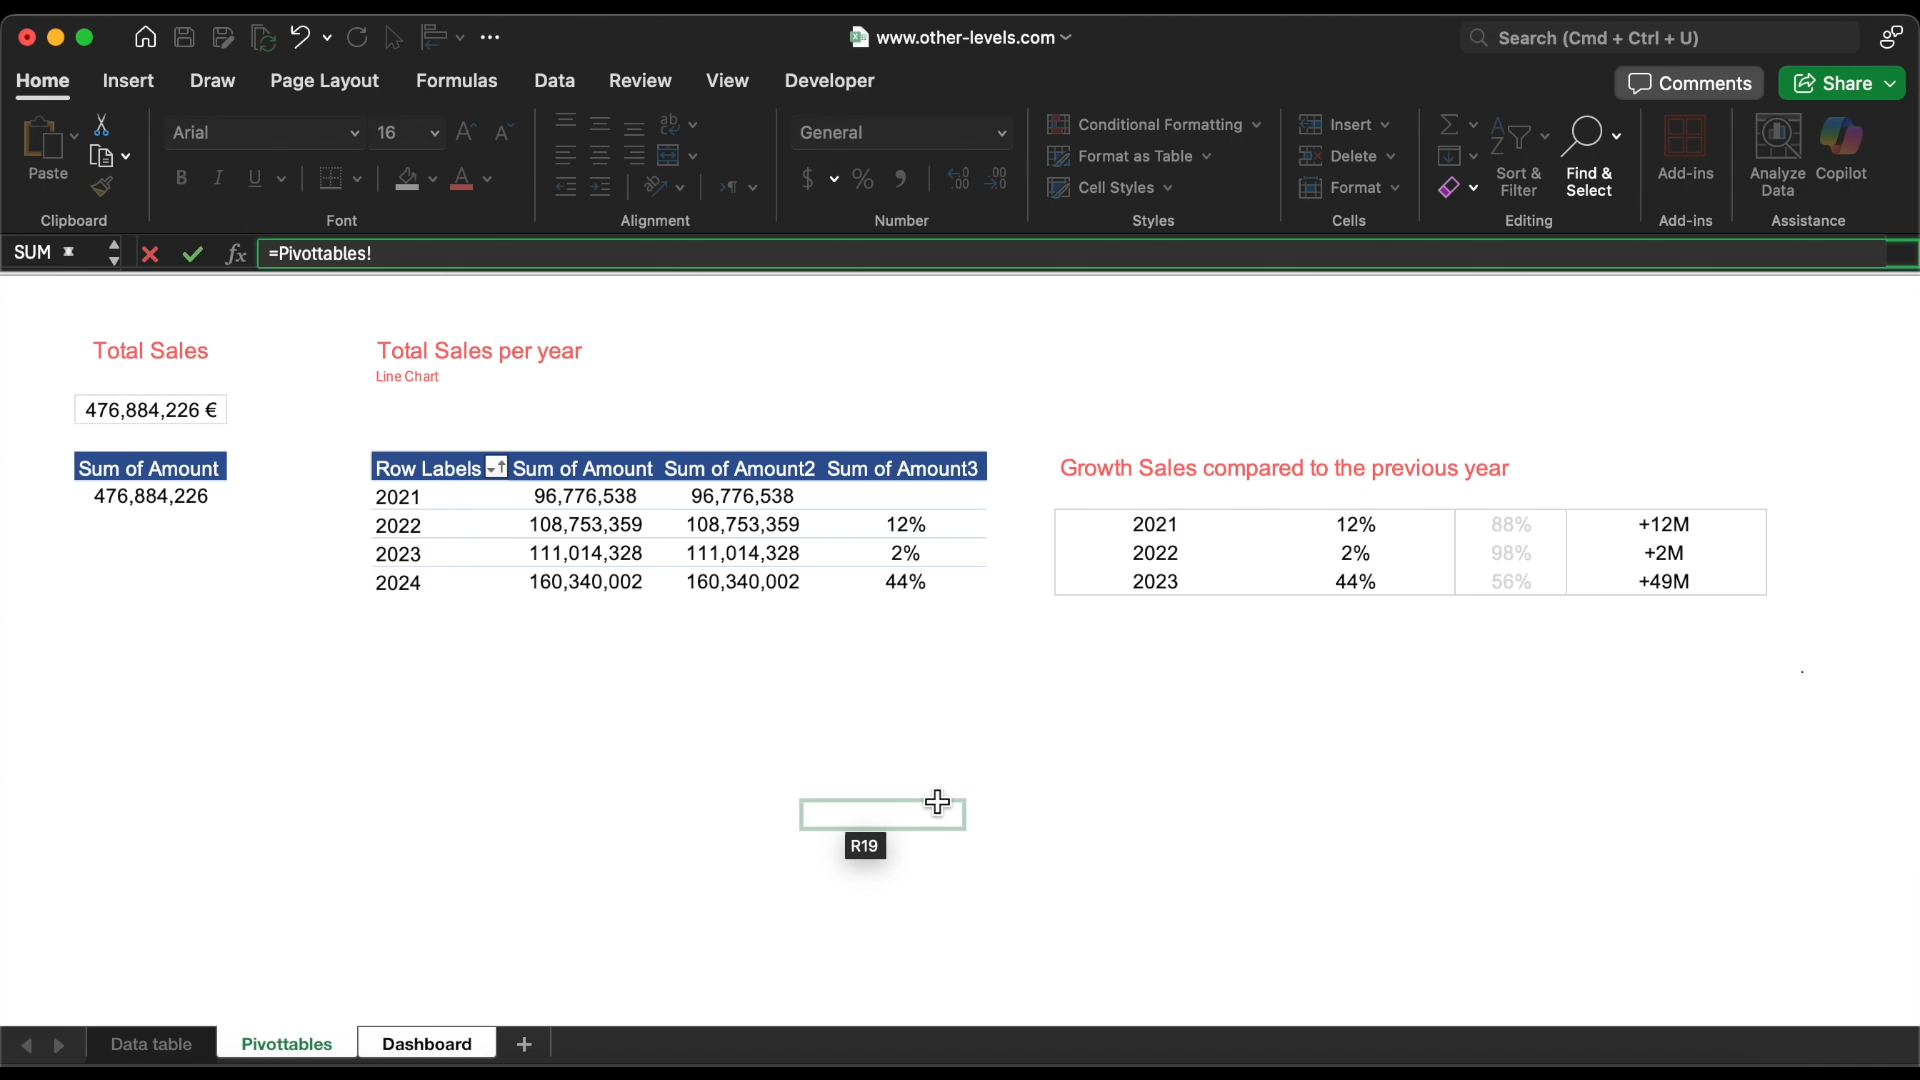 www.other-levels.com
Search (Cmd + Ctrl + U)
Home Insert Draw Page Layout Formulas Data Review View Developer
Comments Share
Paste
Clipboard
Arial 16
B I U A
Font
ab
Alignment
General
$ % ,
Number
Conditional Formatting
Format as Table
Cell Styles
Styles
Insert
Delete
Format
Cells
Sort & Filter
Find & Select
Editing
Add-ins
Add-ins
Analyze Data
Copilot
Assistance
SUM fx =Pivottables!
Total Sales
476,884,226 €
Sum of Amount
476,884,226
Total Sales per year
Line Chart
Row Labels Sum of Amount Sum of Amount2 Sum of Amount3
2021 96,776,538 96,776,538
2022 108,753,359 108,753,359 12%
2023 111,014,328 111,014,328 2%
2024 160,340,002 160,340,002 44%
Growth Sales compared to the previous year
2021 12% 88% +12M
2022 2% 98% +2M
2023 44% 56% +49M
.
R19
Data table Pivottables Dashboard +